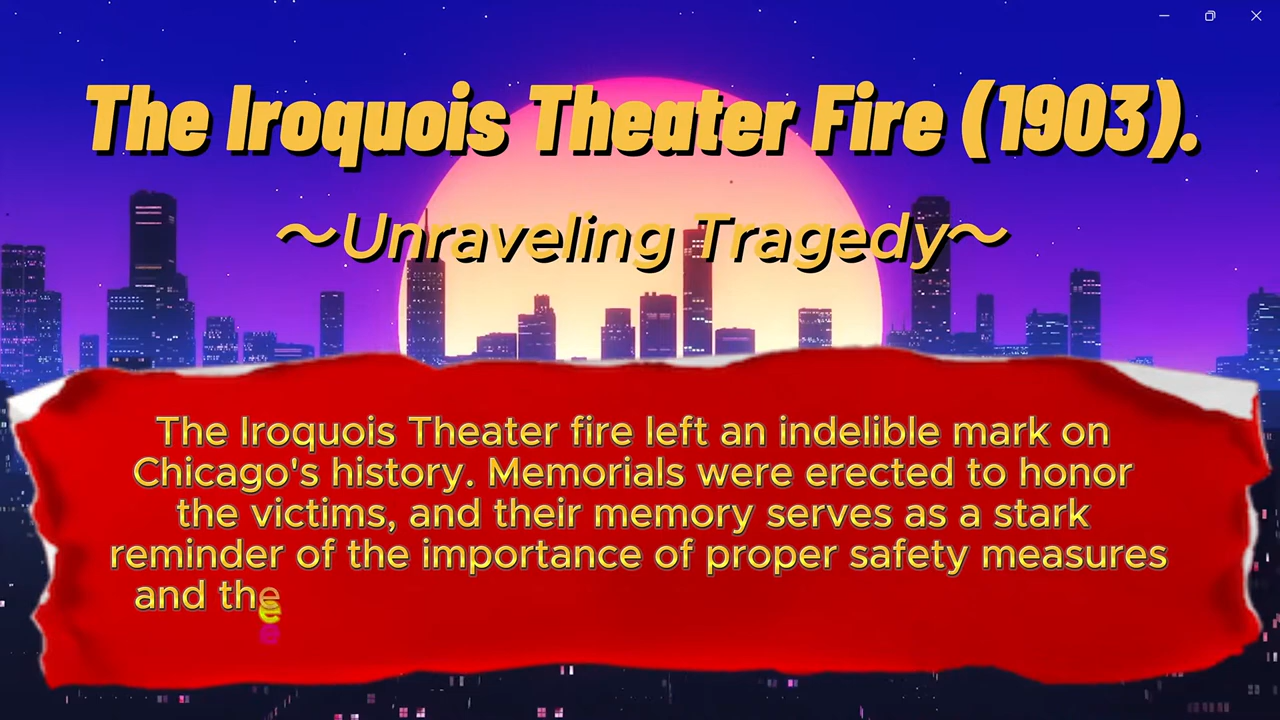 The Iroquois Theater Fire (1903).
～Unraveling Tragedy～
The Iroquois Theater fire left an indelible mark on
Chicago's history. Memorials were erected to honor
the victims, and their memory serves as a stark
reminder of the importance of proper safety measures
and the